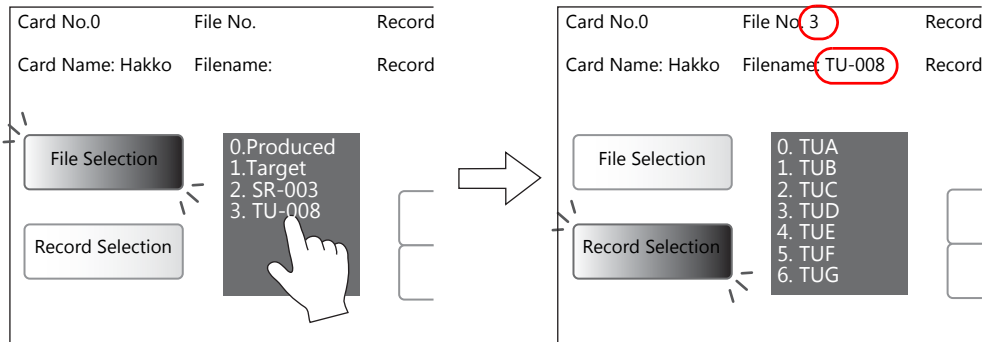 Card No.0 File No. Record
Card Name: Hakko Filename: Record
File Selection
0.Produced
1.Target
2. SR-003
3. TU-008
Record Selection
Card No.0 File No. 3 Record
Card Name: Hakko Filename: TU-008 Record
File Selection
0. TUA
1. TUB
2. TUC
3. TUD
4. TUE
5. TUF
6. TUG
Record Selection